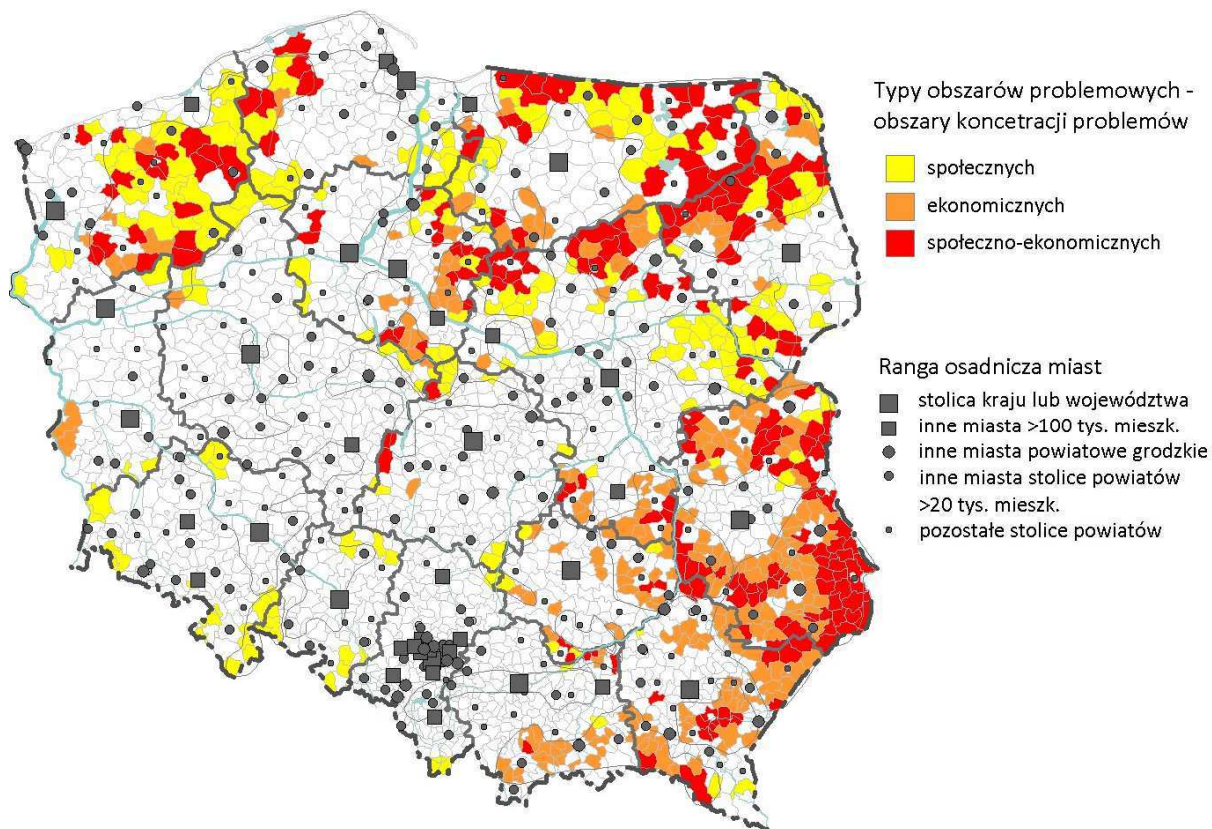 Typy obszarów problemowych -
obszary koncetracji problemów
społecznych
ekonomicznych
społeczno-ekonomicznych
Ranga osadnicza miast
stolica kraju lub województwa
inne miasta >100 tys. mieszk.
inne miasta powiatowe grodzkie
inne miasta stolice powiatów
>20 tys. mieszk.
pozostałe stolice powiatów